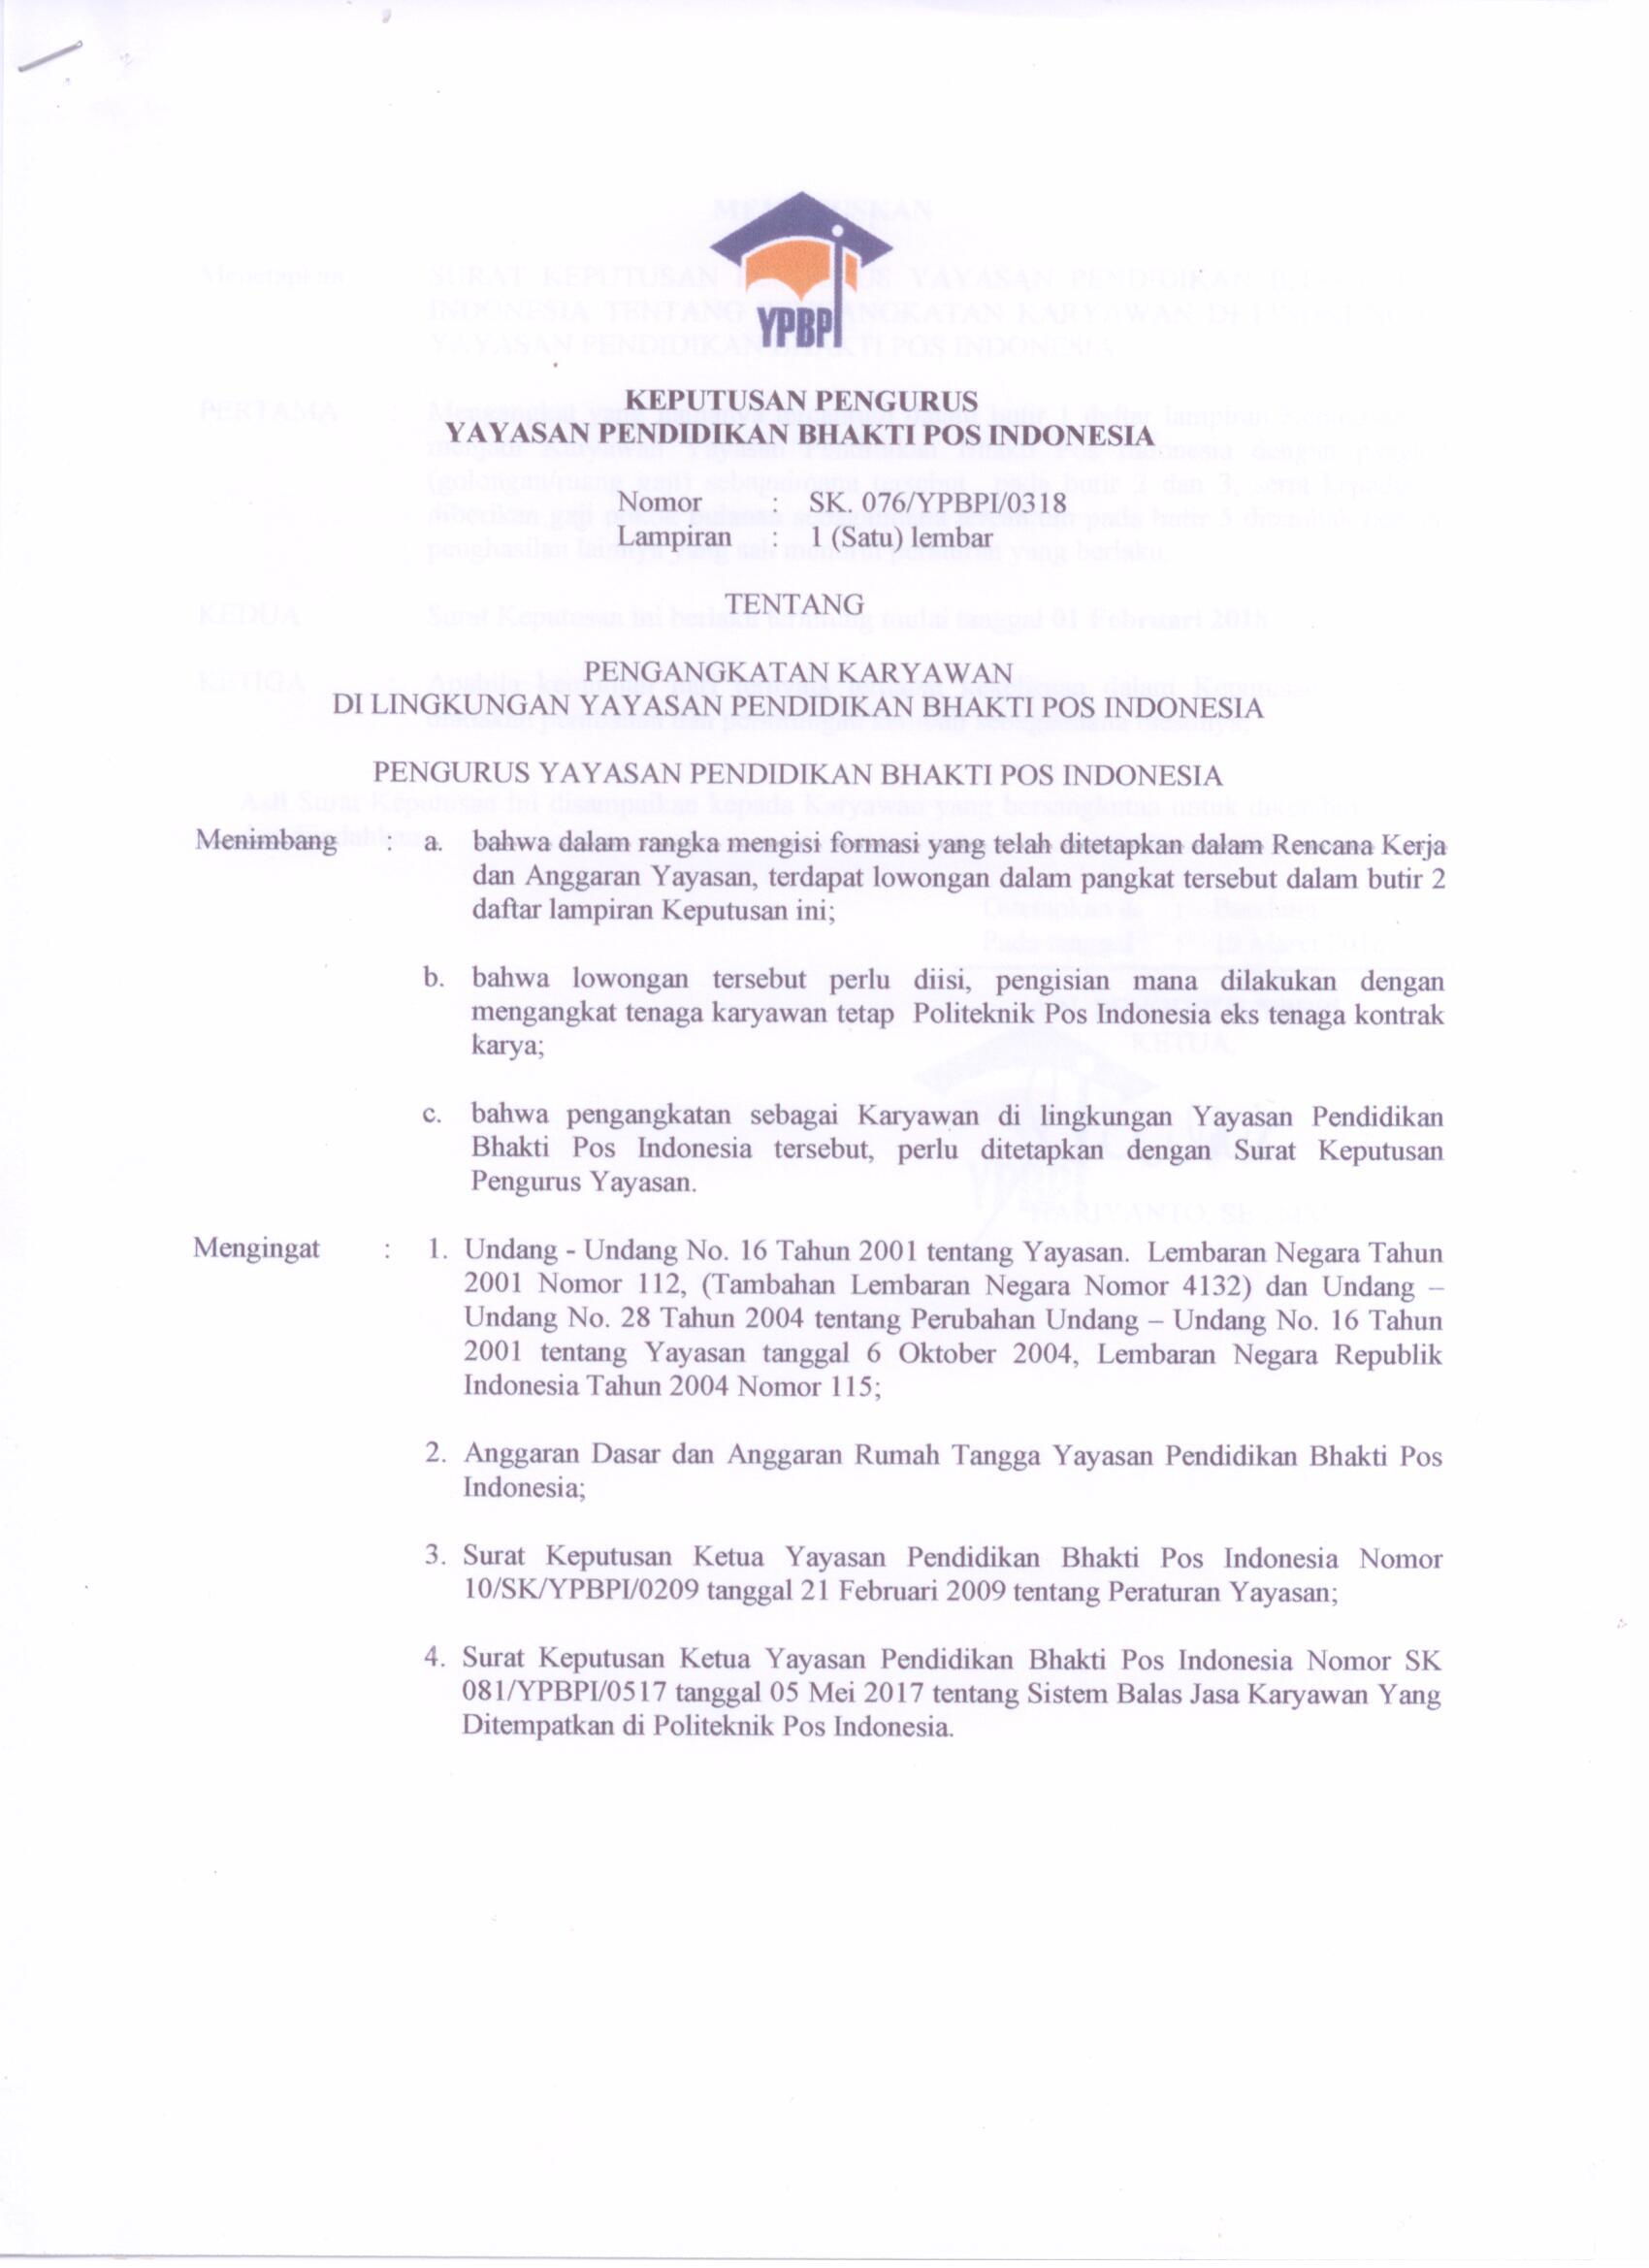 YPBPI
KEPUTUSAN PENGURUS
YAYASAN PENDIDIKAN BHAKTI POS INDONESIA
Nomor : SK. 076/YPBPI/0318
Lampiran : 1 (Satu) lembar
TENTANG
PENGANGKATAN KARYAWAN
DI LINGKUNGAN YAYASAN PENDIDIKAN BHAKTI POS INDONESIA
PENGURUS YAYASAN PENDIDIKAN BHAKTI POS INDONESIA
Menimbang : a. bahwa dalam rangka mengisi formasi yang telah ditetapkan dalam Rencana Kerja
dan Anggaran Yayasan, terdapat lowongan dalam pangkat tersebut dalam butir 2
daftar lampiran Keputusan ini;
b. bahwa lowongan tersebut perlu diisi, pengisian mana dilakukan dengan
mengangkat tenaga karyawan tetap Politeknik Pos Indonesia eks tenaga kontrak
karya;
c. bahwa pengangkatan sebagai Karyawan di lingkungan Yayasan Pendidikan
Bhakti Pos Indonesia tersebut, perlu ditetapkan dengan Surat Keputusan
Pengurus Yayasan.
Mengingat : 1. Undang - Undang No. 16 Tahun 2001 tentang Yayasan. Lembaran Negara Tahun
2001 Nomor 112, (Tambahan Lembaran Negara Nomor 4132) dan Undang –
Undang No. 28 Tahun 2004 tentang Perubahan Undang – Undang No. 16 Tahun
2001 tentang Yayasan tanggal 6 Oktober 2004, Lembaran Negara Republik
Indonesia Tahun 2004 Nomor 115;
2. Anggaran Dasar dan Anggaran Rumah Tangga Yayasan Pendidikan Bhakti Pos
Indonesia;
3. Surat Keputusan Ketua Yayasan Pendidikan Bhakti Pos Indonesia Nomor
10/SK/YPBPI/0209 tanggal 21 Februari 2009 tentang Peraturan Yayasan;
4. Surat Keputusan Ketua Yayasan Pendidikan Bhakti Pos Indonesia Nomor SK
081/YPBPI/0517 tanggal 05 Mei 2017 tentang Sistem Balas Jasa Karyawan Yang
Ditempatkan di Politeknik Pos Indonesia.